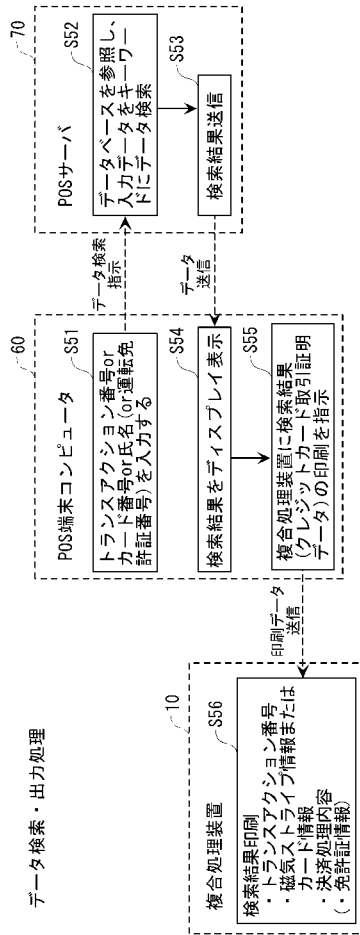 データ検索・出力処理
複合処理装置
10
S56
検索結果印刷
・トランスアクション番号
・磁気ストライプ情報または
カード情報
・決済処理内容
(・免許証情報)
印刷データ
送信
POS端末コンピュータ
60
S51
トランスアクション番号or
カード番号or氏名(or運転免
許証番号)を入力する
データ検索
指示
POSサーバ
70
S52
データベースを参照し、
入力データをキーワー
ドにデータ検索
S53
検索結果送信
データ
送信
S54
検索結果をディスプレイ表示
S55
複合処理装置に検索結果
(クレジットカード取引証明
データ)の印刷を指示